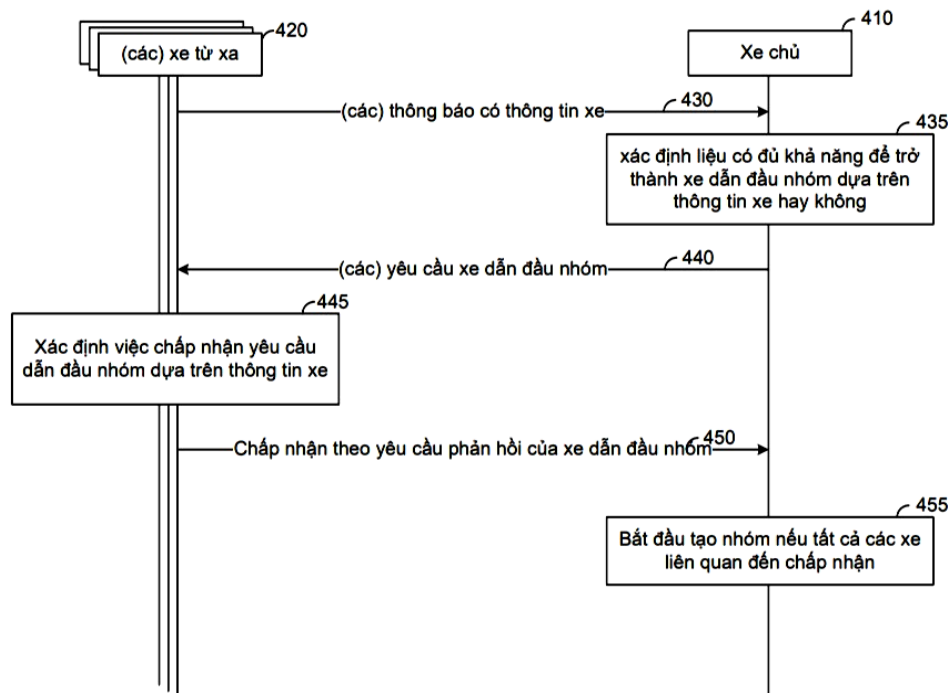 420
(các) xe từ xa
410
Xe chủ
430
(các) thông báo có thông tin xe
435
xác định liệu có đủ khả năng để trở
thành xe dẫn đầu nhóm dựa trên
thông tin xe hay không
440
(các) yêu cầu xe dẫn đầu nhóm
445
Xác định việc chấp nhận yêu cầu
dẫn đầu nhóm dựa trên thông tin xe
450
Chấp nhận theo yêu cầu phản hồi của xe dẫn đầu nhóm
455
Bắt đầu tạo nhóm nếu tất cả các xe
liên quan đến chấp nhận